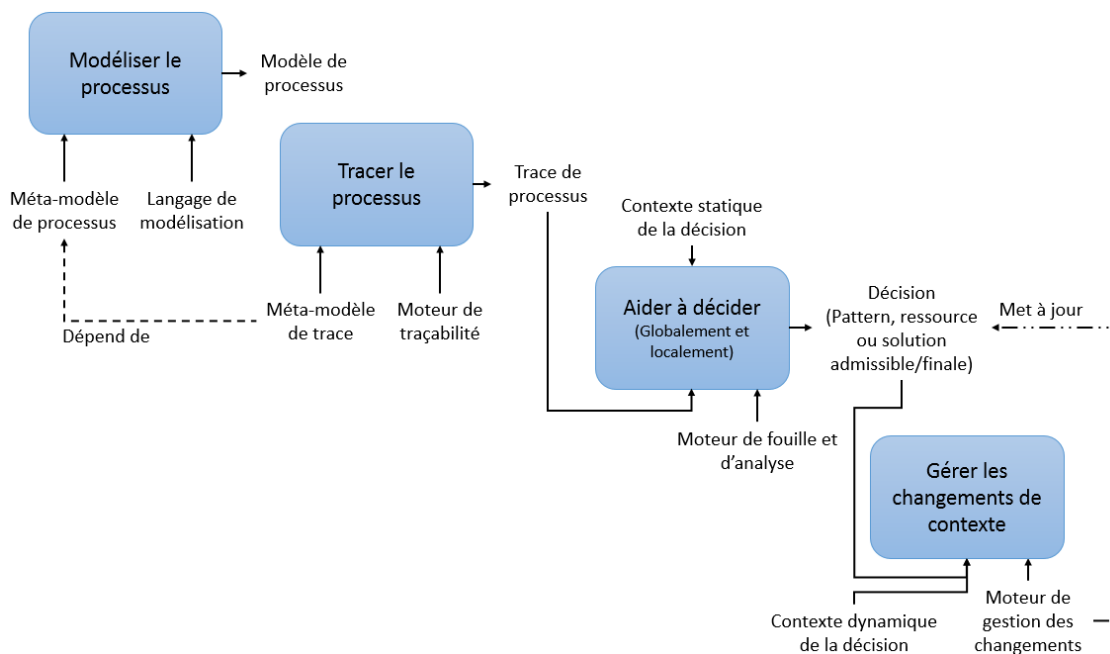 Modéliser le
processus
Modèle de
processus
Méta-modèle
de processus
Langage de
modélisation
Tracer le
processus
Trace de
processus
Dépend de
Méta-modèle
de trace
Moteur de
traçabilité
Contexte statique
de la décision
Aider à décider
(Globalement et
localement)
Décision
(Pattern, ressource
ou solution
admissible/finale)
Met à jour
Moteur de fouille et
d'analyse
Gérer les
changements de
contexte
Contexte dynamique
de la décision
Moteur de
gestion des
changements